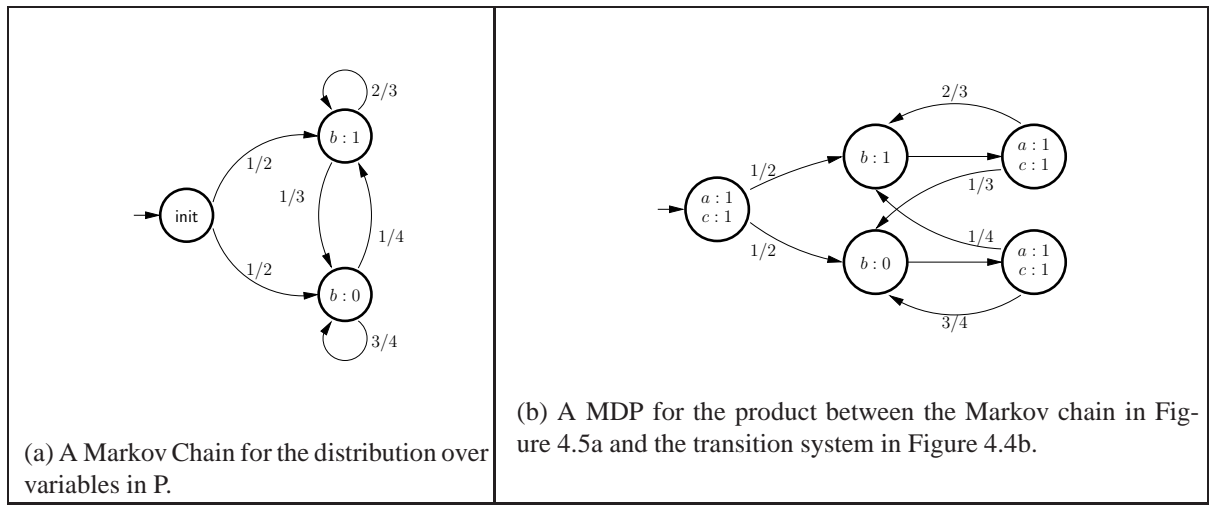 2/3
b : 1
1/2
1/3
init
1/4
1/2
b : 0
3/4
(a) A Markov Chain for the distribution over
variables in P.
2/3
b : 1
a : 1
c : 1
1/2
1/3
a : 1
c : 1
1/4
1/2
b : 0
a : 1
c : 1
3/4
(b) A MDP for the product between the Markov chain in Fig-
ure 4.5a and the transition system in Figure 4.4b.